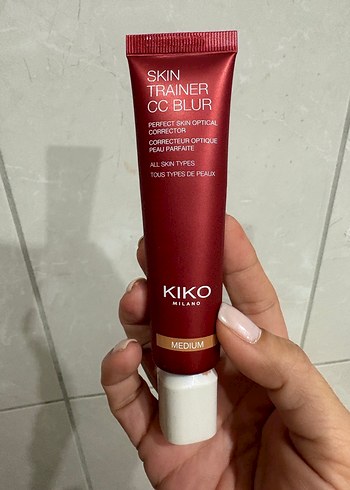 SKIN
TRAINER
CC BLUR
PERFECT SKIN OPTICAL
CORRECTOR
CORRECTEUR OPTIQUE
PEAU PARFAITE
ALL SKIN TYPES
TOUS TYPES DE PEAUX
KIKO
MILANO
MEDIUM